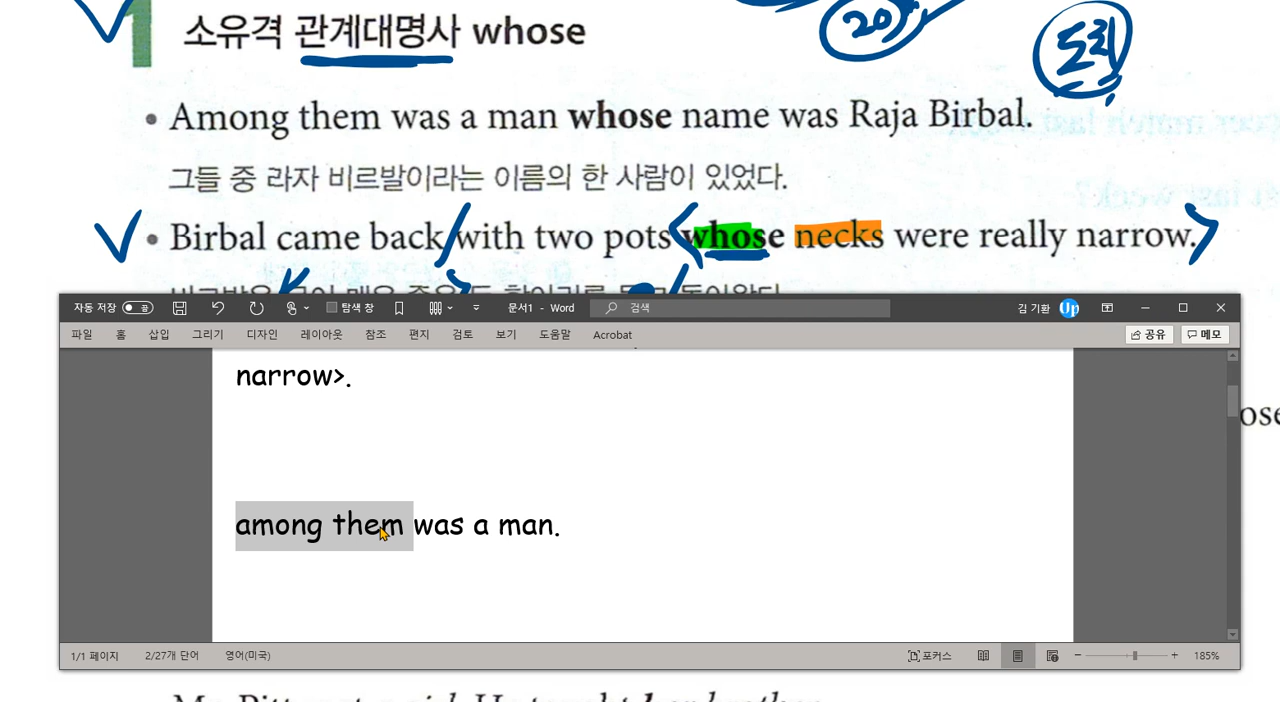 1 소유격 관계대명사 whose
20
도치
• Among them was a man whose name was Raja Birbal.
그들 중 라자 비르발이라는 이름의 한 사람이 있었다.
• Birbal came back with two pots whose necks were really narrow.
자동 저장 끔 탐색 창 문서1 - Word 검색 김 기환 Up
파일 홈 삽입 그리기 디자인 레이아웃 참조 편지 검토 보기 도움말 Acrobat 공유 메모
narrow>.
among them was a man.
1/1 페이지 2/27개 단어 영어(미국) 포커스 185%